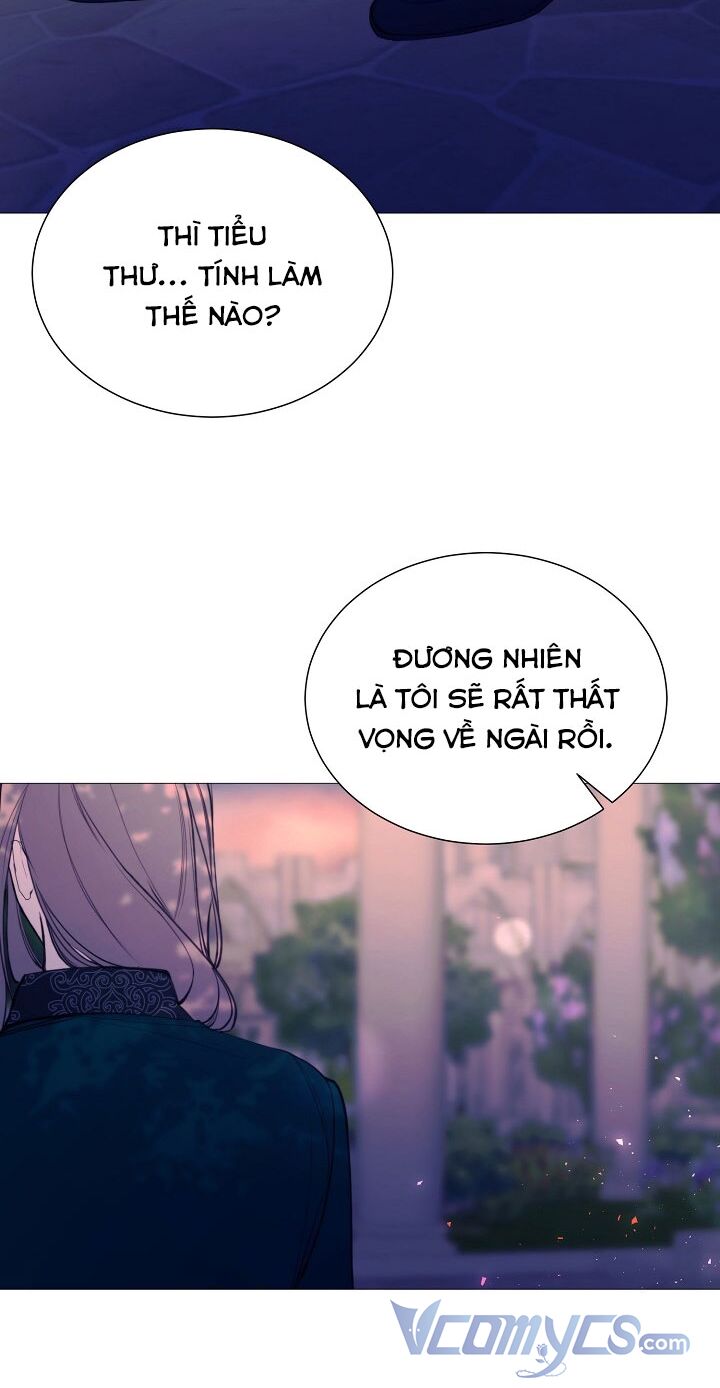 THÌ TIỂU
THƯ... TÍNH LÀM
THẾ NÀO?
ĐƯƠNG NHIÊN
LÀ TÔI SẼ RẤT THẤT
VỌNG VỀ NGÀI RỒI.
VCOMYCS.com